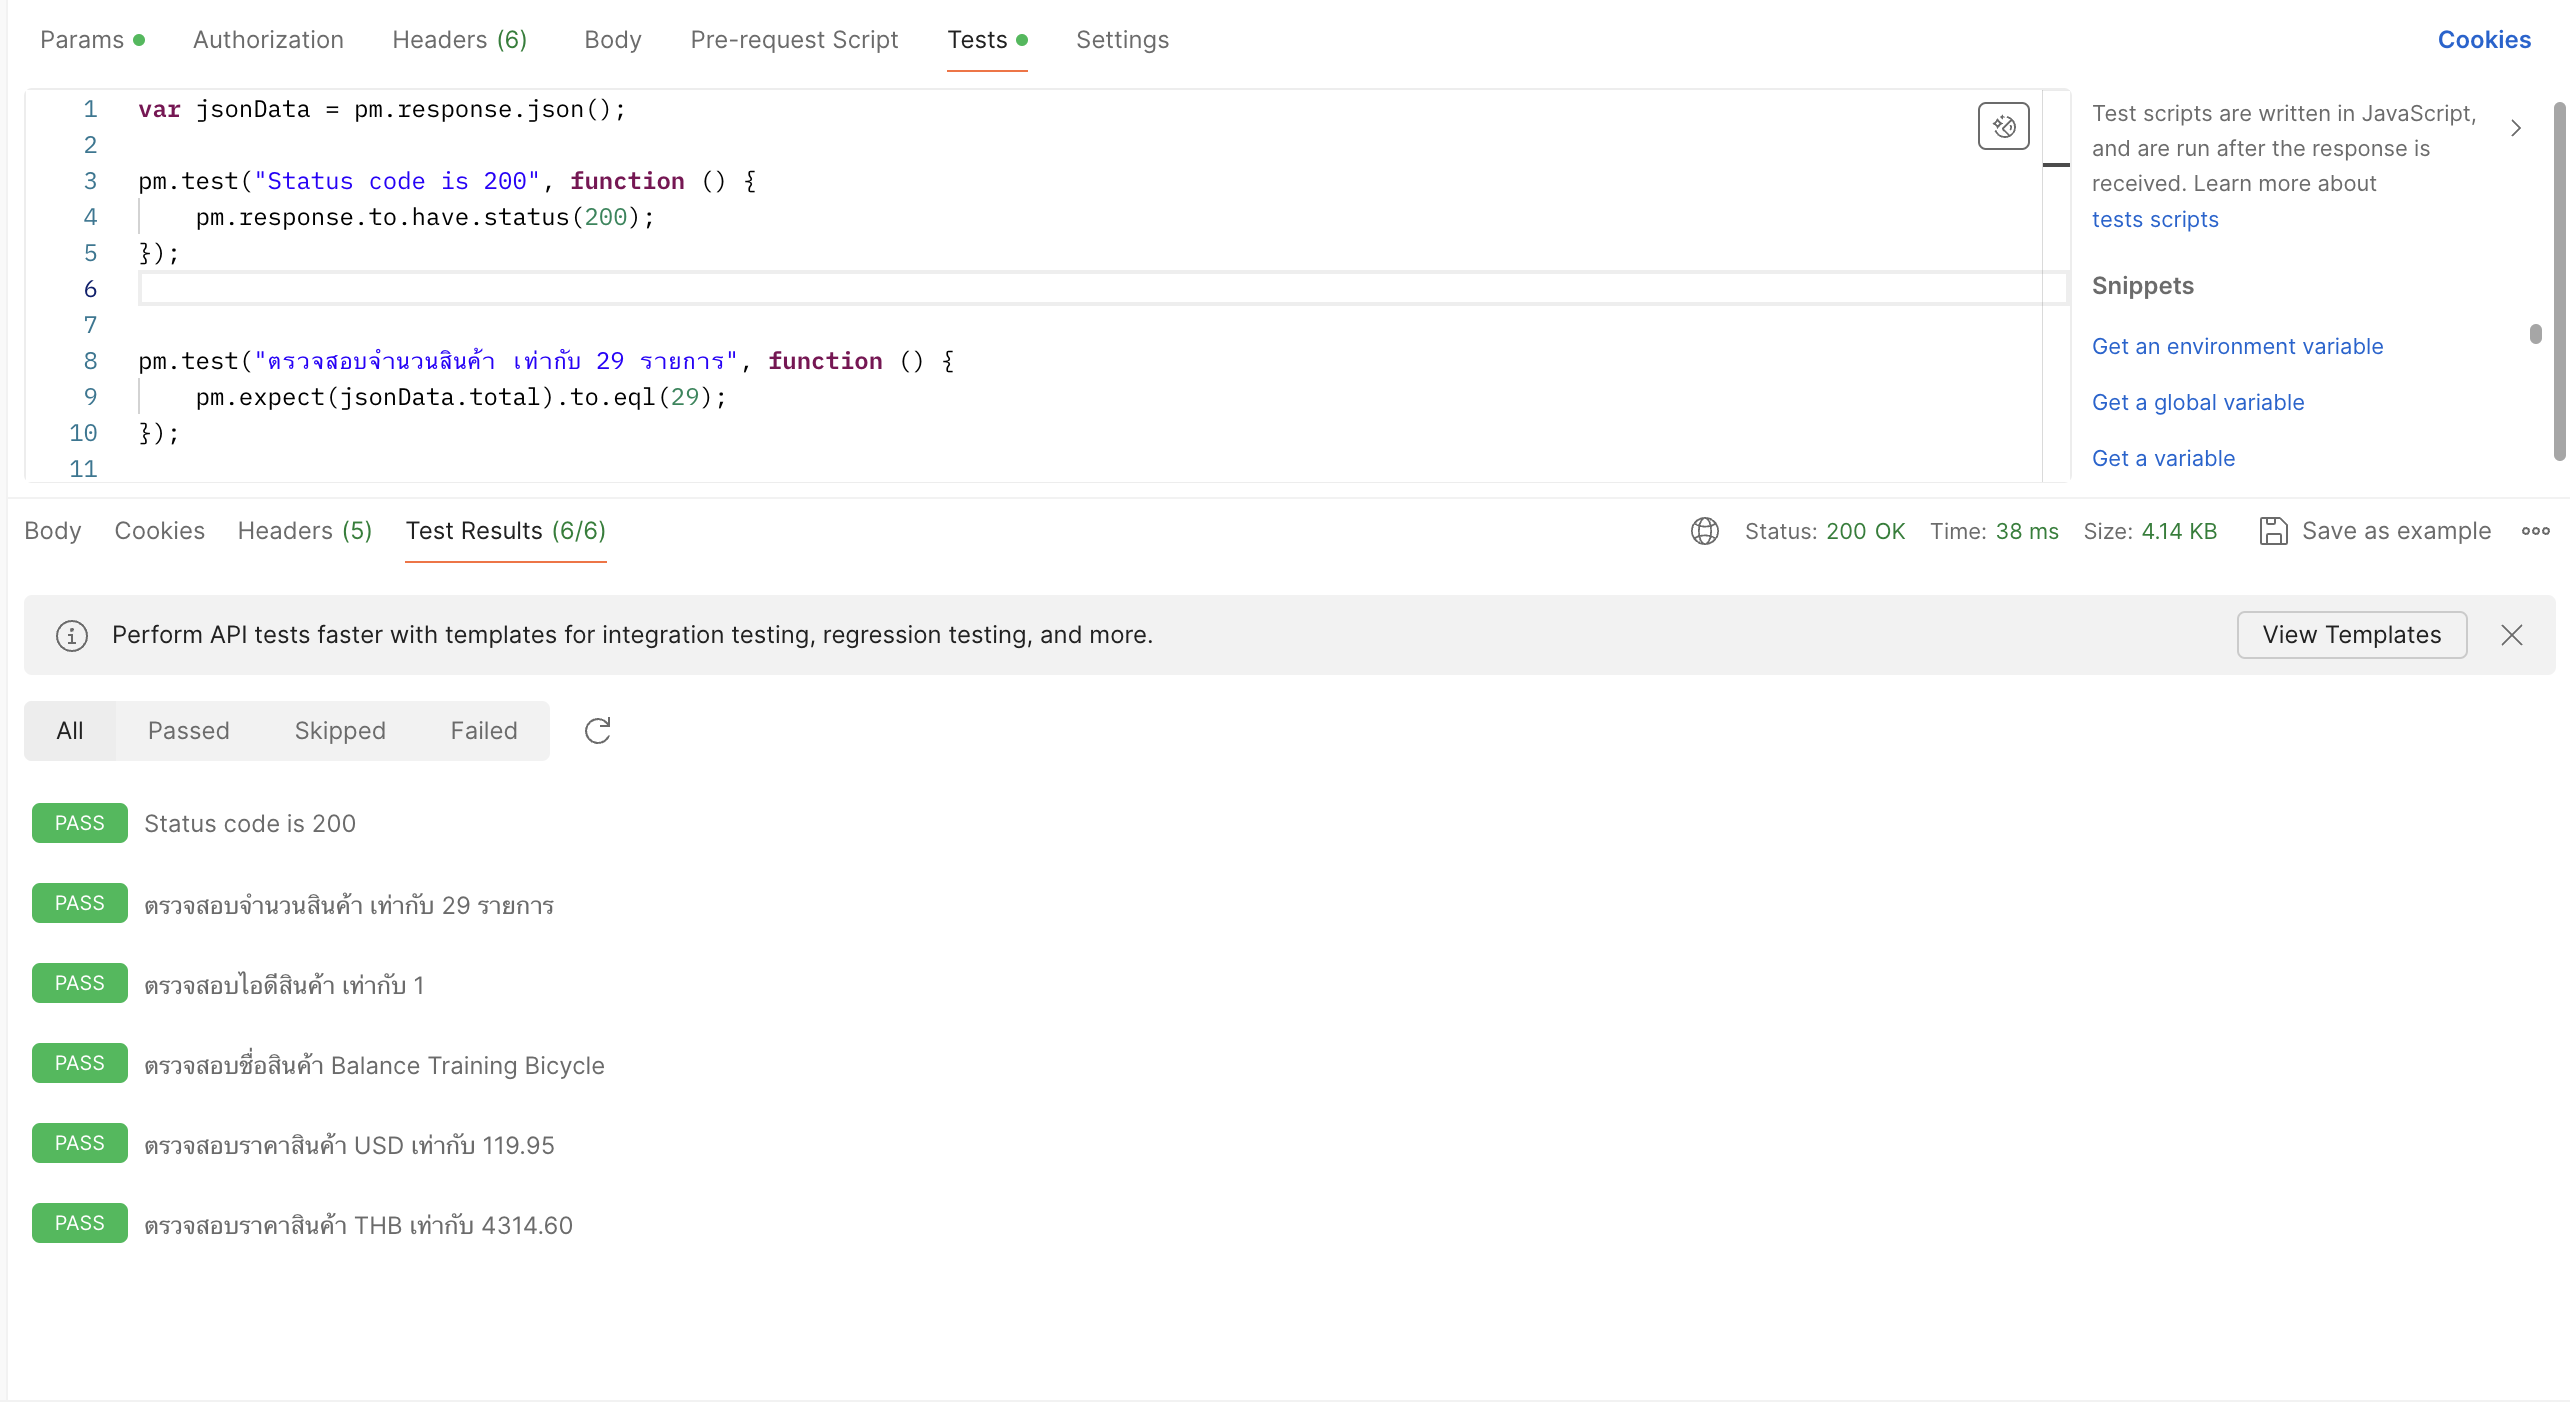 Params Authorization Headers (6) Body Pre-request Script Tests Settings Cookies
1 var jsonData = pm.response.json();
2
3 pm.test("Status code is 200", function () {
4 pm.response.to.have.status(200);
5 });
6
7
8 pm.test("ตรวจสอบจำนวนสินค้า เท่ากับ 29 รายการ", function () {
9 pm.expect(jsonData.total).to.eql(29);
10 });
11
Test scripts are written in JavaScript,
and are run after the response is
received. Learn more about
tests scripts
Snippets
Get an environment variable
Get a global variable
Get a variable
Body Cookies Headers (5) Test Results (6/6) Status: 200 OK Time: 38 ms Size: 4.14 KB Save as example
Perform API tests faster with templates for integration testing, regression testing, and more. View Templates
All Passed Skipped Failed
PASS Status code is 200
PASS ตรวจสอบจำนวนสินค้า เท่ากับ 29 รายการ
PASS ตรวจสอบไอดีสินค้า เท่ากับ 1
PASS ตรวจสอบชื่อสินค้า Balance Training Bicycle
PASS ตรวจสอบราคาสินค้า USD เท่ากับ 119.95
PASS ตรวจสอบราคาสินค้า THB เท่ากับ 4314.60